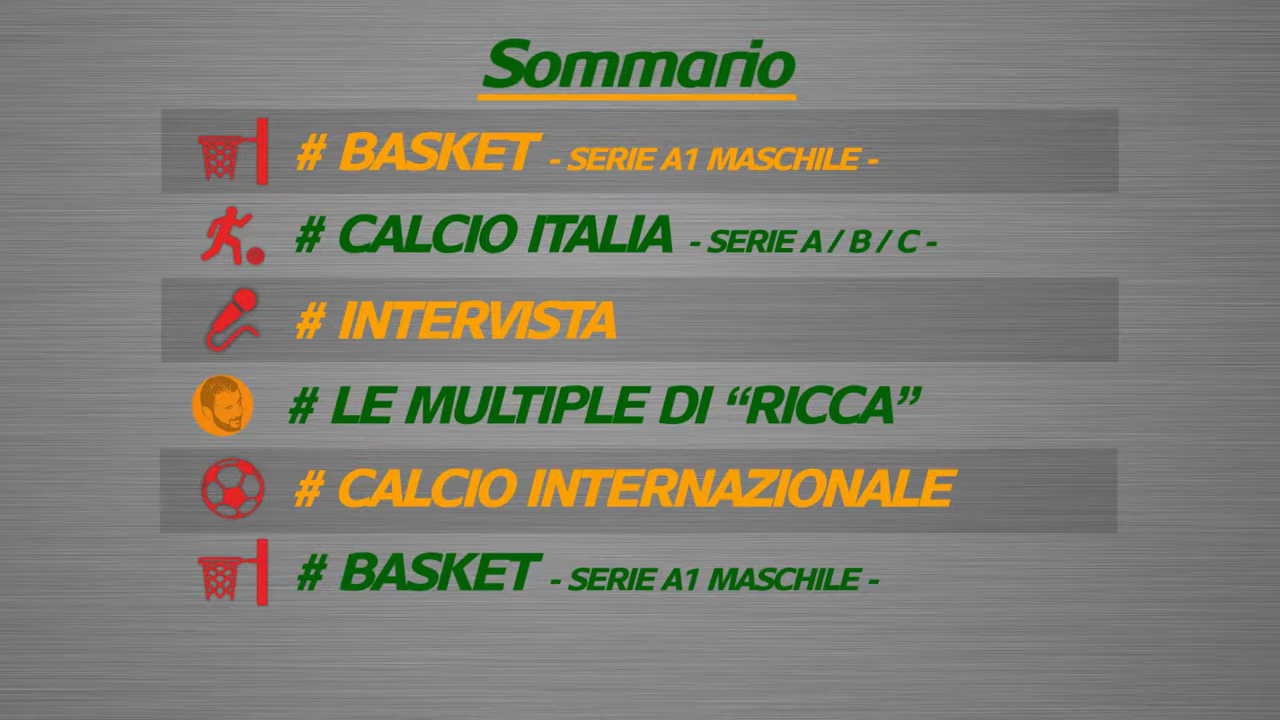 Sommario
# BASKET - SERIE A1 MASCHILE -
# CALCIO ITALIA - SERIE A / B / C -
# INTERVISTA
# LE MULTIPLE DI “RICCA”
# CALCIO INTERNAZIONALE
# BASKET - SERIE A1 MASCHILE -